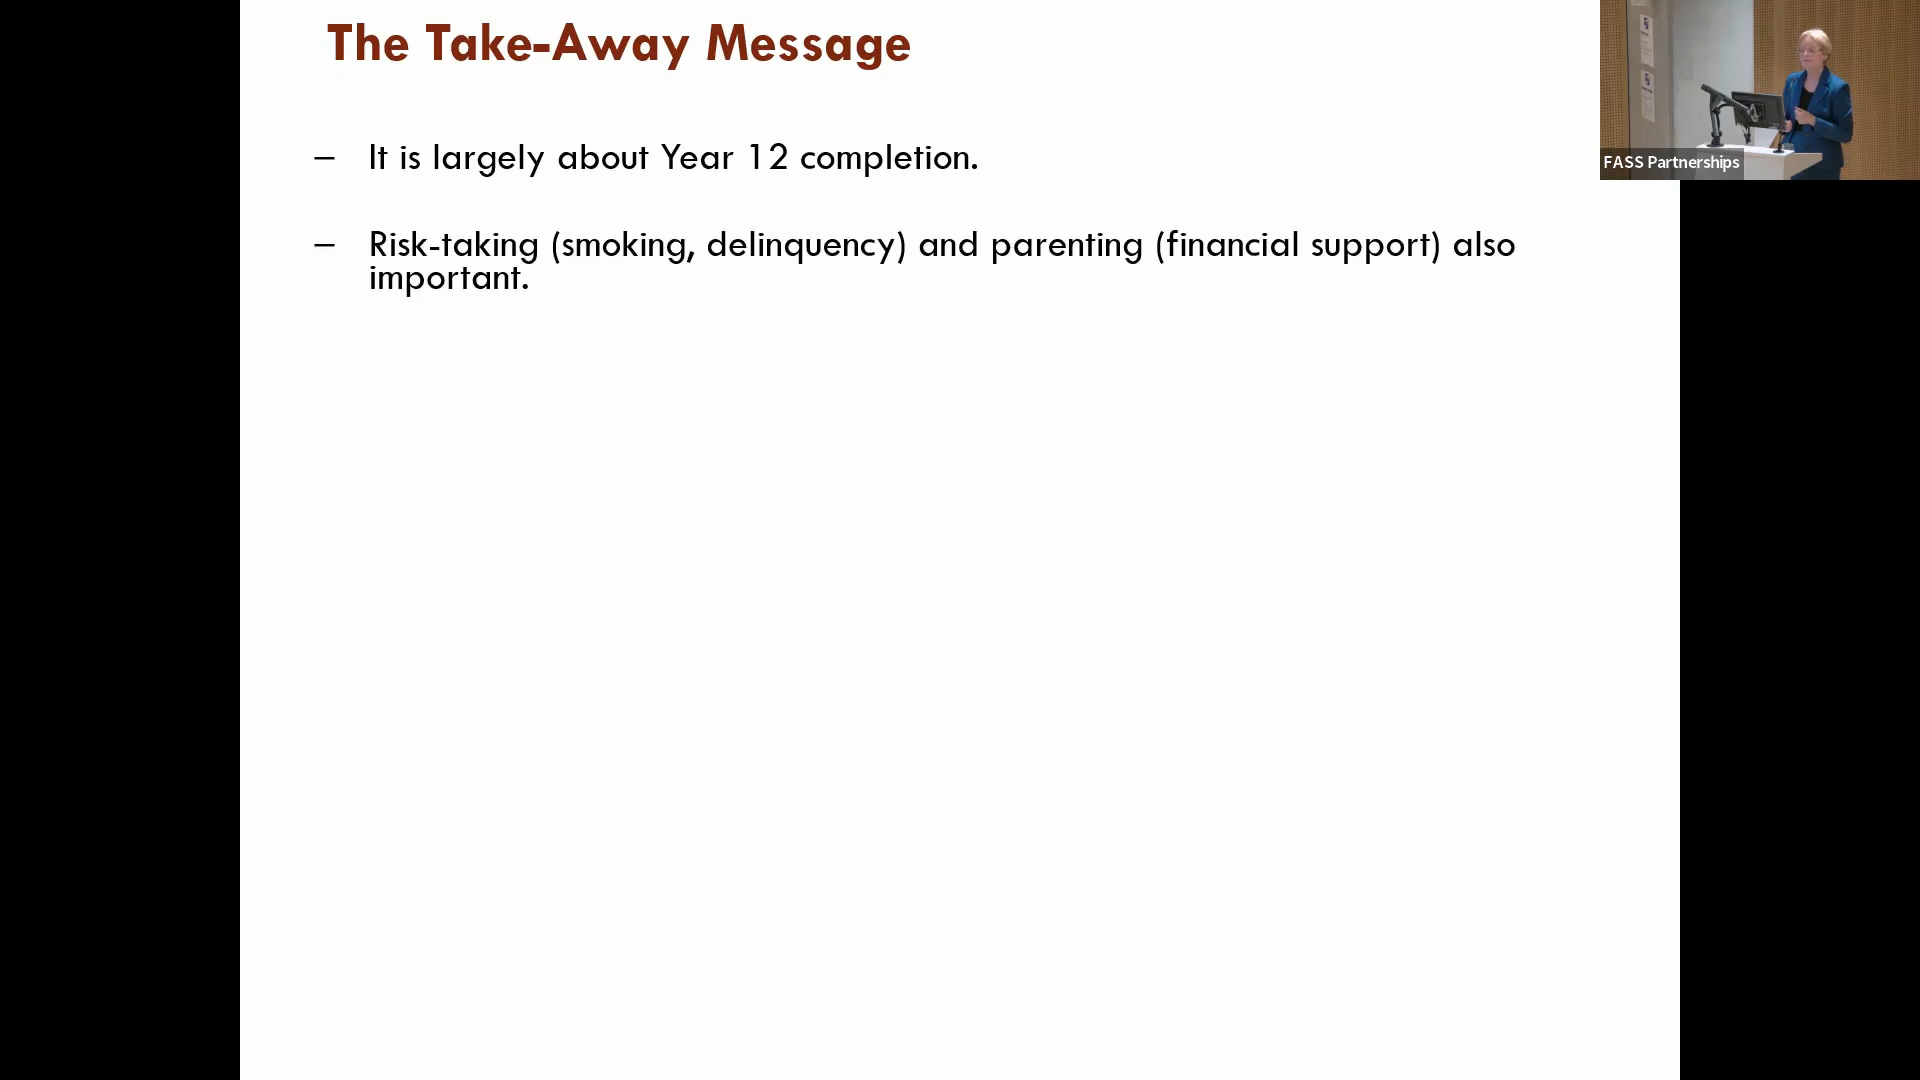 The Take-Away Message
– It is largely about Year 12 completion.
– Risk-taking (smoking, delinquency) and parenting (financial support) also
important.
FASS Partnerships